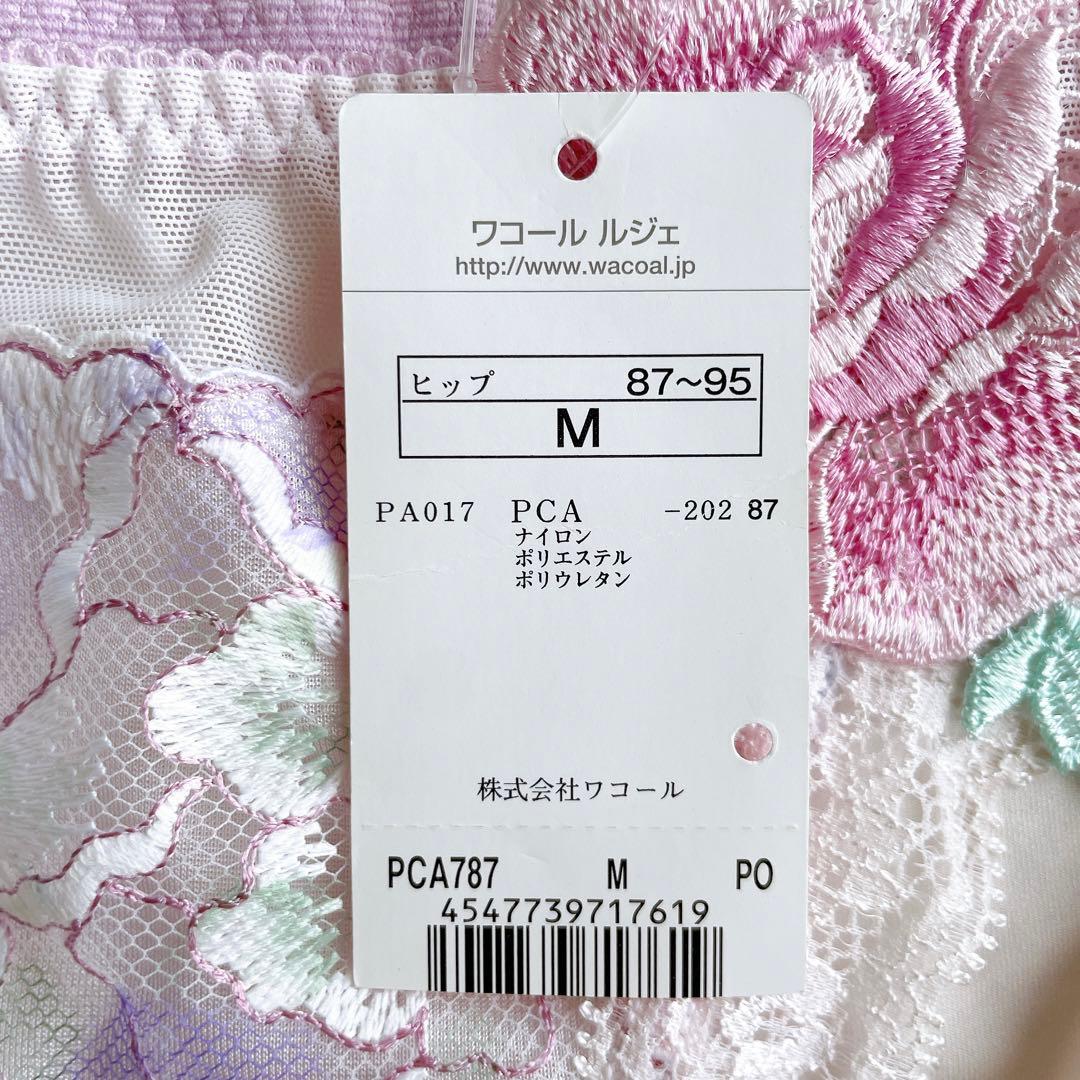 ワコール ルジェ
http://www.wacoal.jp
ヒップ 87〜95
M
PA017 PCA -202 87
ナイロン
ポリエステル
ポリウレタン
株式会社ワコール
PCA787 M PO
4547739717619